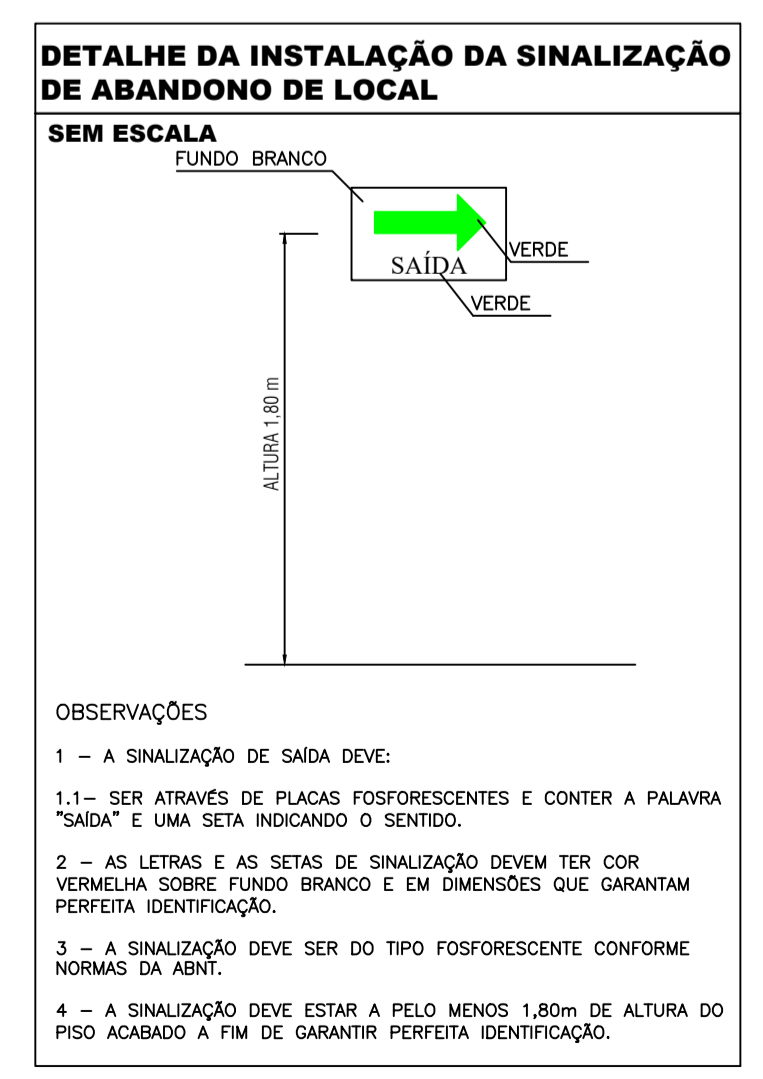 DETALHE DA INSTALAÇÃO DA SINALIZAÇÃO
DE ABANDONO DE LOCAL
SEM ESCALA
FUNDO BRANCO
VERDE
SAÍDA
VERDE
ALTURA 1,80 m
OBSERVAÇÕES
1 – A SINALIZAÇÃO DE SAÍDA DEVE:
1.1– SER ATRAVÉS DE PLACAS FOSFORESCENTES E CONTER A PALAVRA
"SAÍDA" E UMA SETA INDICANDO O SENTIDO.
2 – AS LETRAS E AS SETAS DE SINALIZAÇÃO DEVEM TER COR
VERMELHA SOBRE FUNDO BRANCO E EM DIMENSÕES QUE GARANTAM
PERFEITA IDENTIFICAÇÃO.
3 – A SINALIZAÇÃO DEVE SER DO TIPO FOSFORESCENTE CONFORME
NORMAS DA ABNT.
4 – A SINALIZAÇÃO DEVE ESTAR A PELO MENOS 1,80m DE ALTURA DO
PISO ACABADO A FIM DE GARANTIR PERFEITA IDENTIFICAÇÃO.